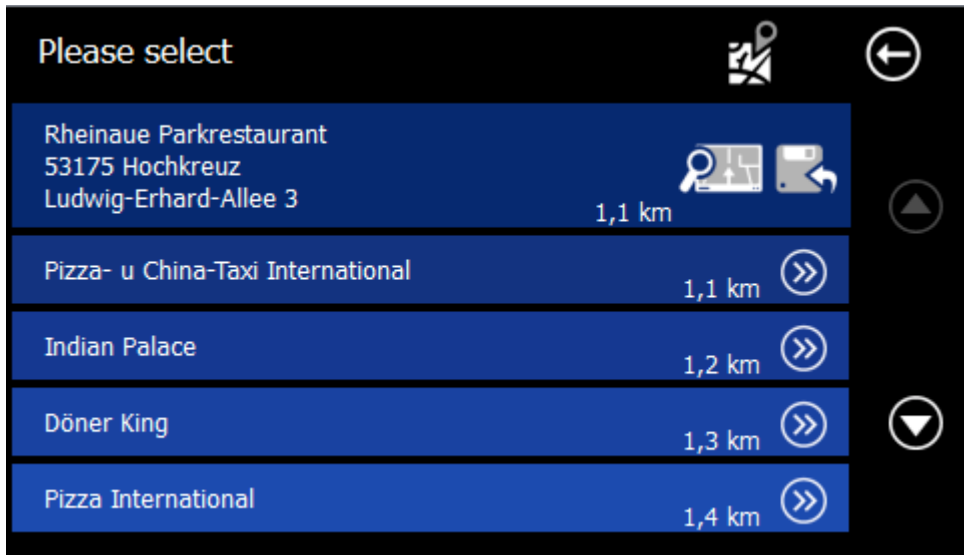 Please select
Rheinaue Parkrestaurant
53175 Hochkreuz
Ludwig-Erhard-Allee 3
1,1 km
Pizza- u China-Taxi International
1,1 km
Indian Palace
1,2 km
Döner King
1,3 km
Pizza International
1,4 km